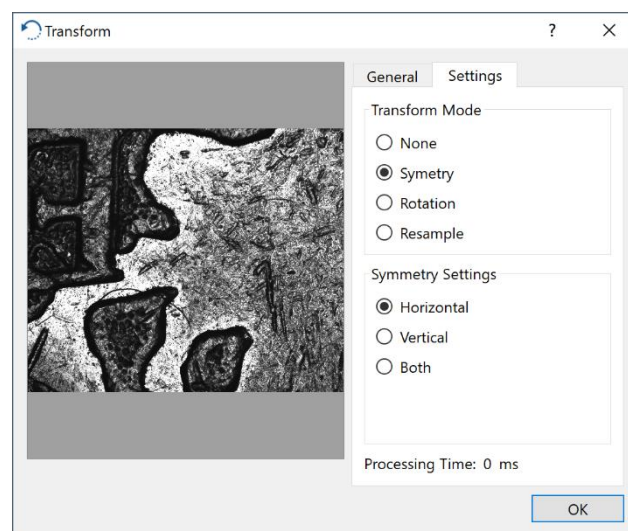 Transform
?
General
Settings
Transform Mode
None
Symetry
Rotation
Resample
Symmetry Settings
Horizontal
Vertical
Both
Processing Time: 0 ms
OK